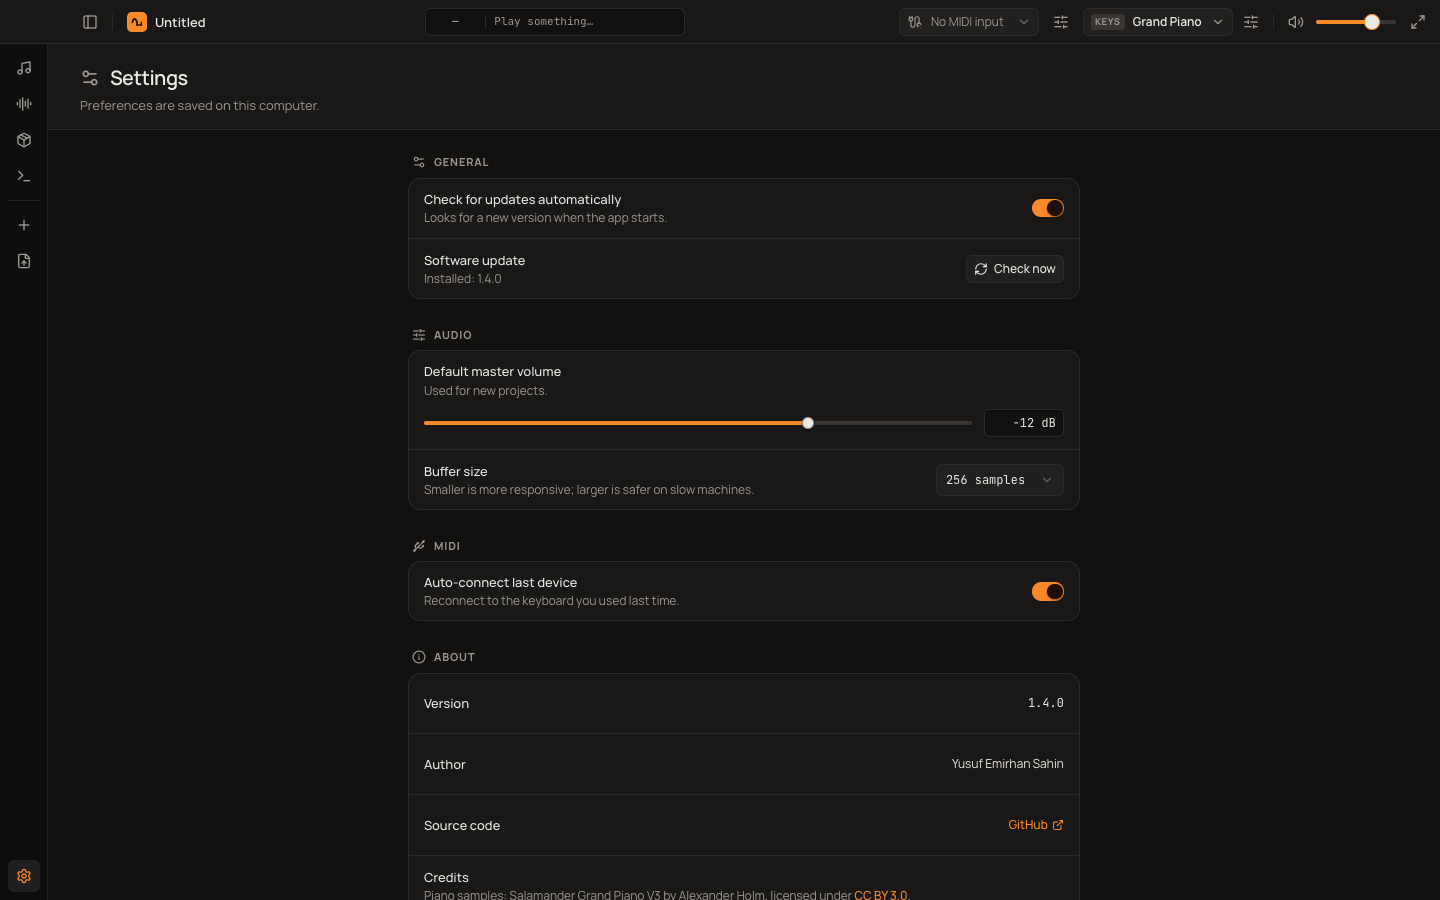 Untitled
– Play something…
No MIDI input
KEYS Grand Piano
Settings
Preferences are saved on this computer.
GENERAL
Check for updates automatically
Looks for a new version when the app starts.
Software update
Installed: 1.4.0
Check now
AUDIO
Default master volume
Used for new projects.
-12 dB
Buffer size
Smaller is more responsive; larger is safer on slow machines.
256 samples
MIDI
Auto-connect last device
Reconnect to the keyboard you used last time.
ABOUT
Version
1.4.0
Author
Yusuf Emirhan Sahin
Source code
GitHub
Credits
Piano samples: Salamander Grand Piano V3 by Alexander Holm, licensed under CC BY 3.0.